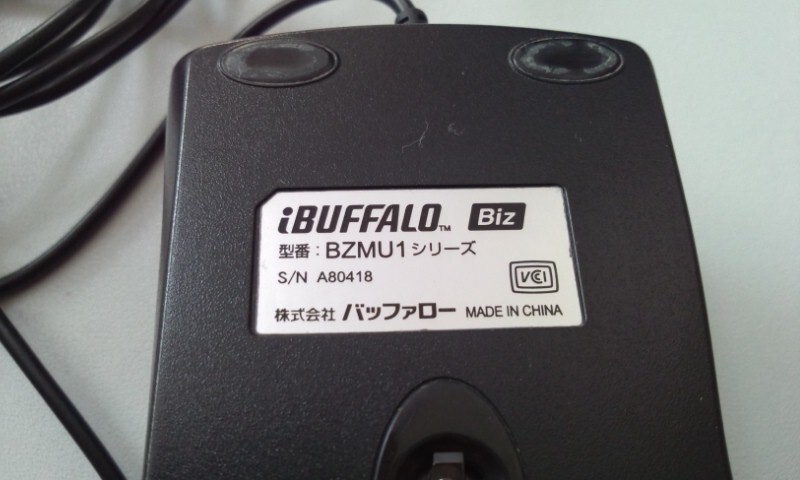 iBUFFALO™ Biz
型番：BZMU1シリーズ
S/N A80418
VCCI
株式会社 バッファロー MADE IN CHINA